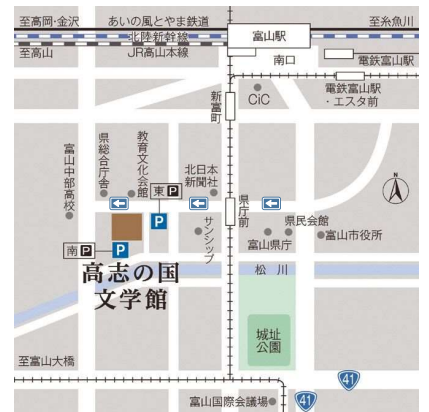 至高岡・金沢
あいの風とやま鉄道
富山駅
至糸魚川
北陸新幹線
至高山
JR高山本線
南口
電鉄富山駅
電鉄富山駅
・エスタ前
CiC
新富町
富山中部高校
県総合庁舎
教育文化会館
北日本
新聞社
東P
P
県庁前
サンシップ
県民会館
富山県庁
富山市役所
南P
P
高志の国
文学館
松川
城址
公園
至富山大橋
富山国際会議場
41
41